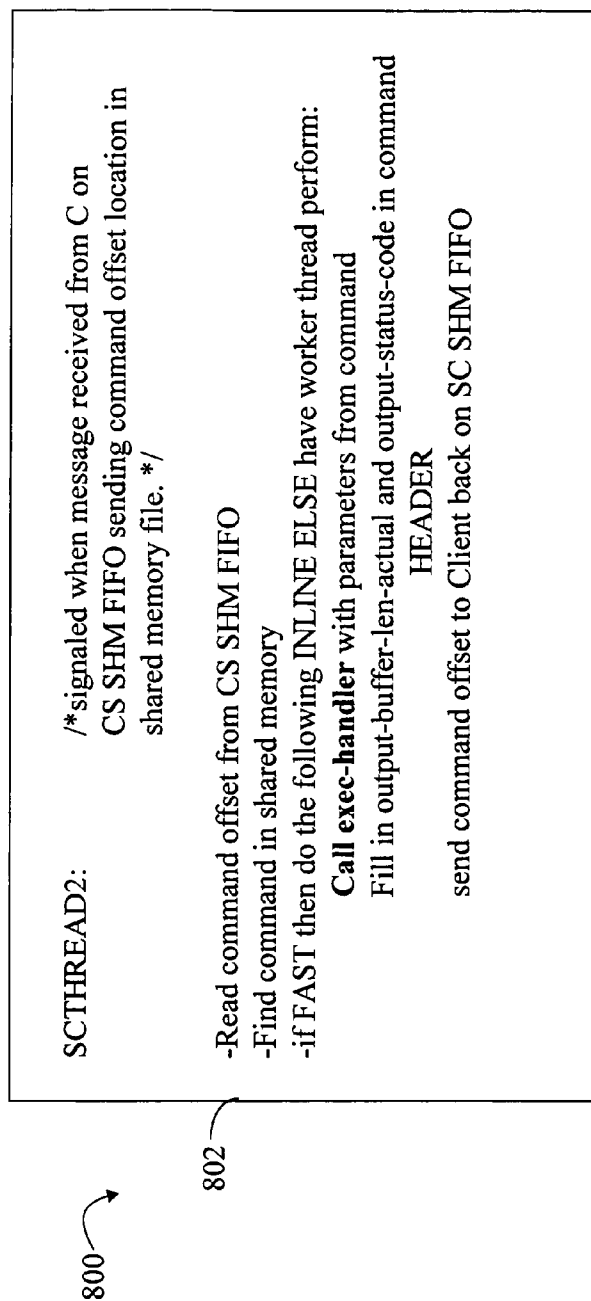 800
802
SCTHREAD2:
/*signaled when message received from C on
CS SHM FIFO sending command offset location in
shared memory file. */
-Read command offset from CS SHM FIFO
-Find command in shared memory
-if FAST then do the following INLINE ELSE have worker thread perform:
Call exec-handler with parameters from command
Fill in output-buffer-len-actual and output-status-code in command
HEADER
send command offset to Client back on SC SHM FIFO